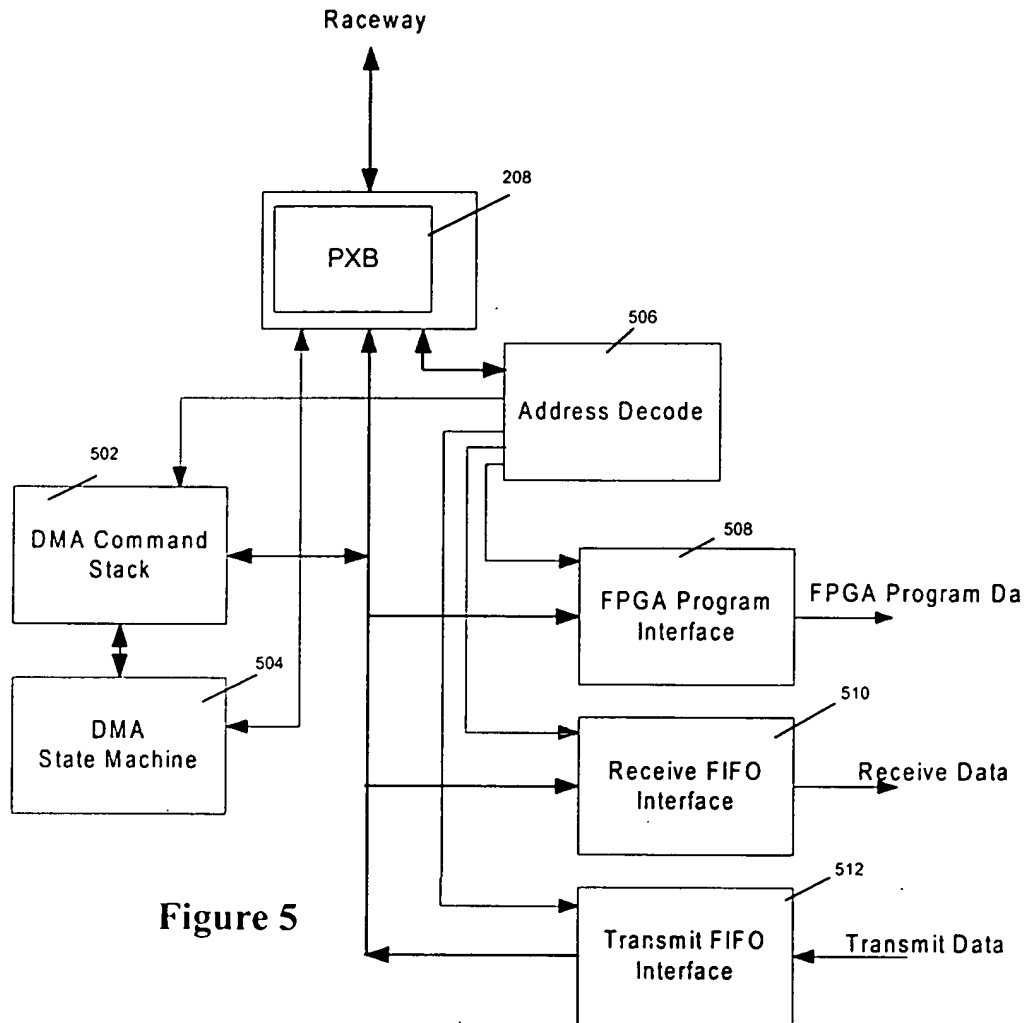 Raceway
208
PXB
506
Address Decode
502
DMA Command
Stack
508
FPGA Program
Interface
FPGA Program Da
504
DMA
State Machine
510
Receive FIFO
Interface
Receive Data
512
Transmit FIFO
Interface
Transmit Data
Figure 5